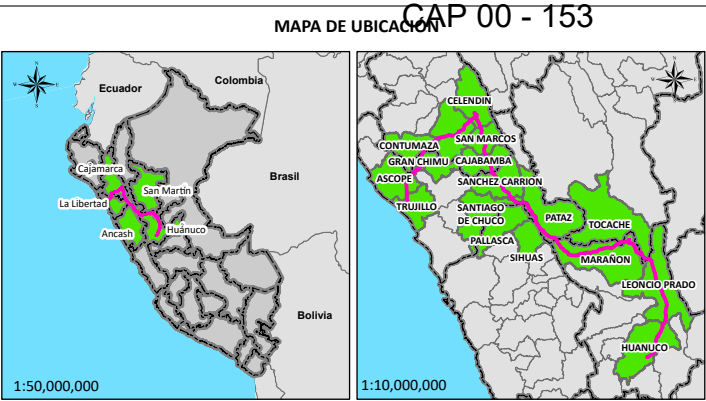 CAP 00 - 153
MAPA DE UBICACIÓN
Colombia
Ecuador
Brasil
Cajamarca
San Martín
La Libertad
Huánuco
Ancash
Bolivia
1:50,000,000
CELENDIN
CONTUMAZA
SAN MARCOS
GRAN CHIMU
CAJABAMBA
ASCOPE
SANCHEZ CARRION
TRUJILLO
SANTIAGO
DE CHUCO
PATAZ
TOCACHE
PALLASCA
SIHUAS
MARAÑON
LEONCIO PRADO
HUANUCO
1:10,000,000